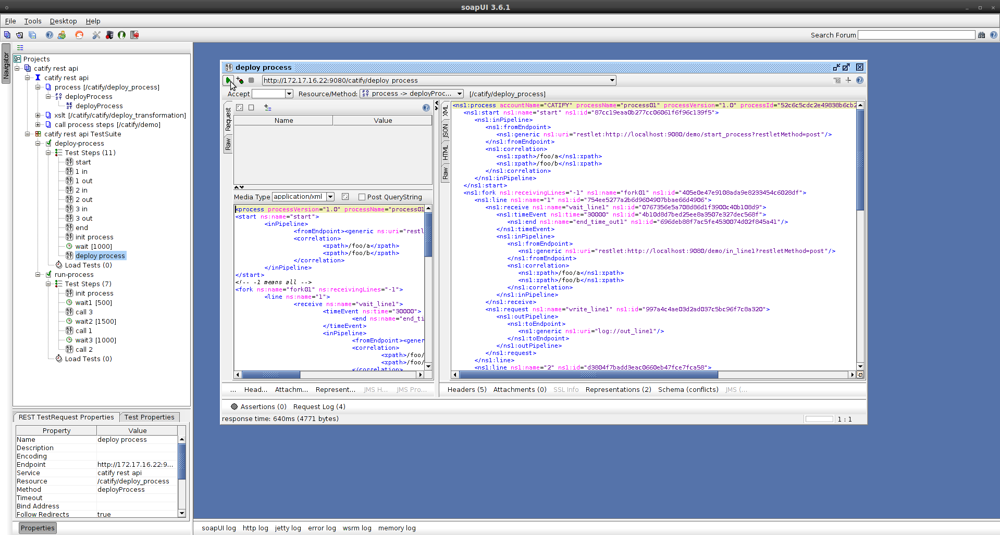 soapUI 3.6.1
File Tools Desktop Help
Search Forum
Navigator
Projects
catify rest api
catify rest api
process [/catify/deploy_process]
deployProcess
deployProcess
xslt [/catify/catify/deploy_transformation]
call process steps [/catify/demo]
catify rest api TestSuite
deploy-process
Test Steps (11)
start
1 in
1 out
2 in
2 out
3 in
3 out
end
init process
wait [1000]
deploy process
Load Tests (0)
run-process
Test Steps (7)
init process
wait1 [500]
call 3
wait2 [1500]
call 1
wait3 [1000]
call 2
Load Tests (0)
REST TestRequest Properties Test Properties
Property Value
Name deploy process
Description
Encoding
Endpoint http://172.17.16.22:9...
Service catify rest api
Resource /catify/deploy_process
Method deployProcess
Timeout
Bind Address
Follow Redirects true
Properties
deploy process
http://172.17.16.22:9080/catify/deploy_process
Accept Resource/Method: process -> deployProc... [/catify/deploy_process]
Request
Raw
Name Value
Media Type application/xml Post QueryString
<process processVersion="1.0" processName="process01
<start ns:name="start">
<inPipeline>
<fromEndpoint><generic ns:uri="restl
<correlation>
<xpath>/foo/a</xpath>
<xpath>/foo/b</xpath>
</correlation>
</inPipeline>
</start>
<!-- -1 means all -->
<fork ns:name="fork01" ns:receivingLines="-1">
<line ns:name="1">
<receive ns:name="wait_line1">
<timeEvent ns:time="30000">
<end ns:name="end_ti
</timeEvent>
<inPipeline>
<fromEndpoint><gener
<correlation>
<xpath>/foo/
<xpath>/foo/
</correlation>
... Head... Attachm... Represent... JMS H... JMS Pro...
XML
JSON
HTML
Raw
<ns1:process accountName="CATIFY" processName="process01" processVersion="1.0" processId="52c6c5cdc2e49838b6cb2
<ns1:start ns1:name="start" ns1:id="87cc19eaa0b277cc06061f6f96c139f5">
<ns1:inPipeline>
<ns1:fromEndpoint>
<ns1:generic ns1:uri="restlet:http://localhost:9080/demo/start_process?restletMethod=post"/>
</ns1:fromEndpoint>
<ns1:correlation>
<ns1:xpath>/foo/a</ns1:xpath>
<ns1:xpath>/foo/b</ns1:xpath>
</ns1:correlation>
</ns1:inPipeline>
</ns1:start>
<ns1:fork ns1:receivingLines="-1" ns1:name="fork01" ns1:id="405e0e47e9108ada9e8233454c6028df">
<ns1:line ns1:name="1" ns1:id="754ee5277a2b6d9604907bbae66d4906">
<ns1:receive ns1:name="wait_line1" ns1:id="0767356e5a708d86d1f3900c40b108d9">
<ns1:timeEvent ns1:time="30000" ns1:id="4b10d8d7bed25ee8a3507e327dec568f">
<ns1:end ns1:name="end_time_out1" ns1:id="696deb88f7ac5fe4530074d02f845a41"/>
</ns1:timeEvent>
<ns1:inPipeline>
<ns1:fromEndpoint>
<ns1:generic ns1:uri="restlet:http://localhost:9080/demo/in_line1?restletMethod=post"/>
</ns1:fromEndpoint>
<ns1:correlation>
<ns1:xpath>/foo/a</ns1:xpath>
<ns1:xpath>/foo/b</ns1:xpath>
</ns1:correlation>
</ns1:inPipeline>
</ns1:receive>
<ns1:request ns1:name="write_line1" ns1:id="997a4c4ae03d2ad037c5bc96f7c8a320">
<ns1:outPipeline>
<ns1:toEndpoint>
<ns1:generic ns1:uri="log://out_line1"/>
</ns1:toEndpoint>
</ns1:outPipeline>
</ns1:request>
</ns1:line>
<ns1:line ns1:name="2" ns1:id="d3804f7badd3eac0660eb47fce7fca58">
Headers (5) Attachments (0) SSL Info Representations (2) Schema (conflicts) JMS (...
Assertions (0) Request Log (4)
response time: 640ms (4771 bytes) 1 : 1
soapUI log http log jetty log error log wsrm log memory log